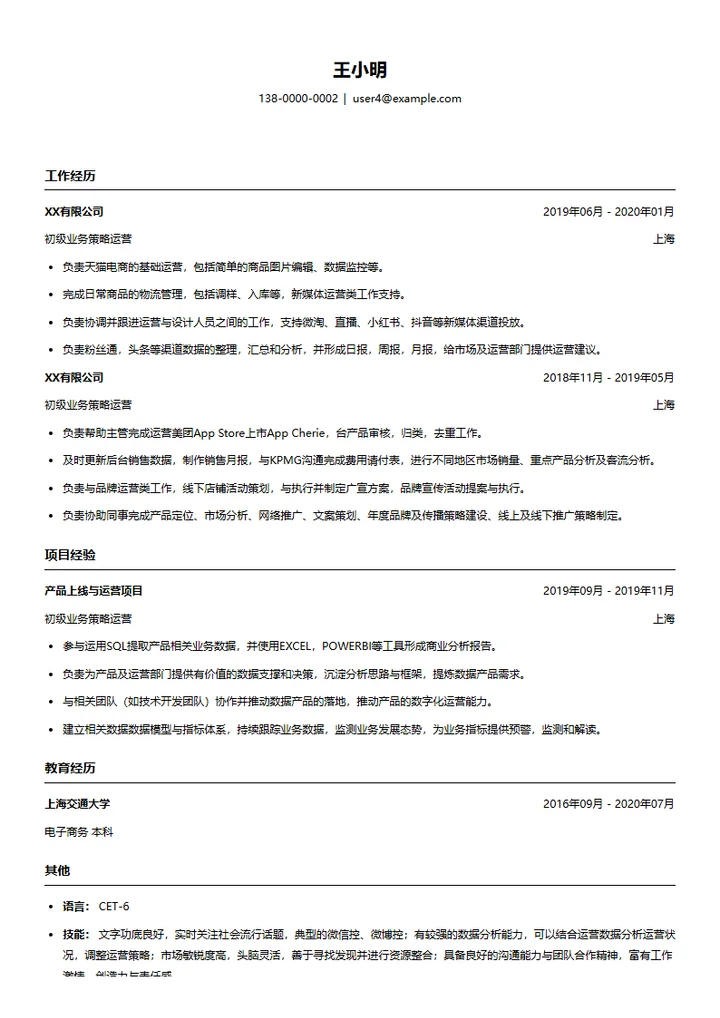 王小明
138-0000-0002 | user4@example.com
工作经历
XX有限公司 2019年06月 - 2020年01月
初级业务策略运营 上海
• 负责天猫电商的基础运营，包括简单的商品图片编辑、数据监控等。
• 完成日常商品的物流管理，包括调样、入库等，新媒体运营类工作支持。
• 负责协调并跟进运营与设计人员之间的工作，支持微淘、直播、小红书、抖音等新媒体渠道投放。
• 负责粉丝通，头条等渠道数据的整理，汇总和分析，并形成日报，周报，月报，给市场及运营部门提供运营建议。
XX有限公司 2018年11月 - 2019年05月
初级业务策略运营 上海
• 负责帮助主管完成运营美团App Store上市App Cherie，台产品审核，归类，去重工作。
• 及时更新后台销售数据，制作销售月报，与KPMG沟通完成费用请付表，进行不同地区市场销量、重点产品分析及客流分析。
• 负责与品牌运营类工作，线下店铺活动策划，与执行并制定广宣方案，品牌宣传活动提案与执行。
• 负责协助同事完成产品定位、市场分析、网络推广、文案策划、年度品牌及传播策略建设、线上及线下推广策略制定。
项目经验
产品上线与运营项目 2019年09月 - 2019年11月
初级业务策略运营 上海
• 参与运用SQL提取产品相关业务数据，并使用EXCEL，POWERBI等工具形成商业分析报告。
• 负责为产品及运营部门提供有价值的数据支撑和决策，沉淀分析思路与框架，提炼数据产品需求。
• 与相关团队（如技术开发团队）协作并推动数据产品的落地，推动产品的数字化运营能力。
• 建立相关数据数据模型与指标体系，持续跟踪业务数据，监测业务发展态势，为业务指标提供预警，监测和解读。
教育经历
上海交通大学 2016年09月 - 2020年07月
电子商务 本科
其他
• 语言： CET-6
• 技能： 文字功底良好，实时关注社会流行话题，典型的微信控、微博控；有较强的数据分析能力，可以结合运营数据分析运营状
况，调整运营策略；市场敏锐度高，头脑灵活，善于寻找发现并进行资源整合；具备良好的沟通能力与团队合作精神，富有工作
激情、创造力与责任感